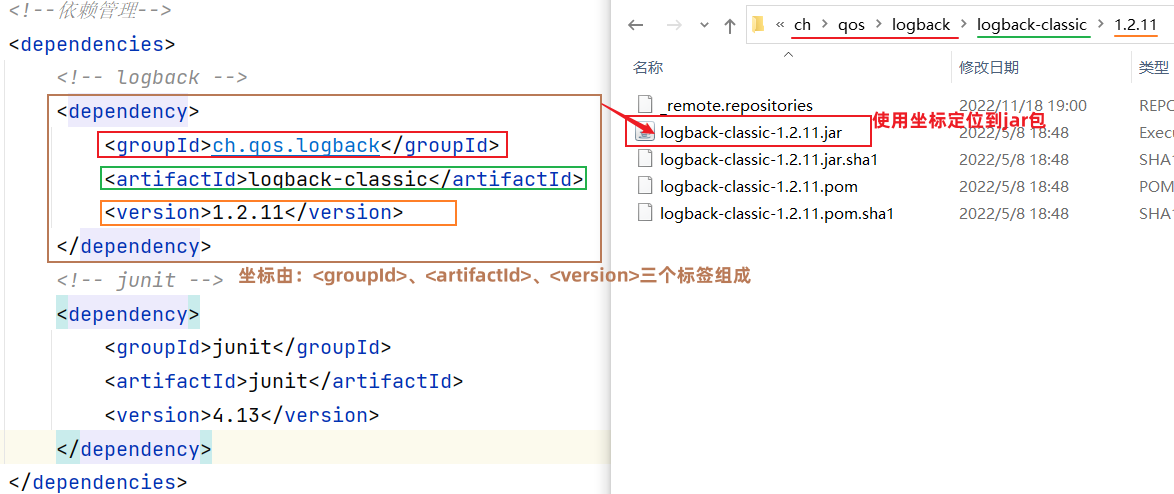 <!--依赖管理-->
<dependencies>
<!-- logback -->
<dependency>
<groupId>ch.qos.logback</groupId>
<artifactId>logback-classic</artifactId>
<version>1.2.11</version>
</dependency>
<!-- junit --> 坐标由：<groupId>、<artifactId>、<version>三个标签组成
<dependency>
<groupId>junit</groupId>
<artifactId>junit</artifactId>
<version>4.13</version>
</dependency>
</dependencies>
« ch › qos › logback › logback-classic › 1.2.11
名称 修改日期 类型
_remote.repositories 2022/11/18 19:00 REPO
使用坐标定位到jar包
logback-classic-1.2.11.jar 2022/5/8 18:48 Execu
logback-classic-1.2.11.jar.sha1 2022/5/8 18:48 SHA1
logback-classic-1.2.11.pom 2022/5/8 18:48 POM
logback-classic-1.2.11.pom.sha1 2022/5/8 18:48 SHA1